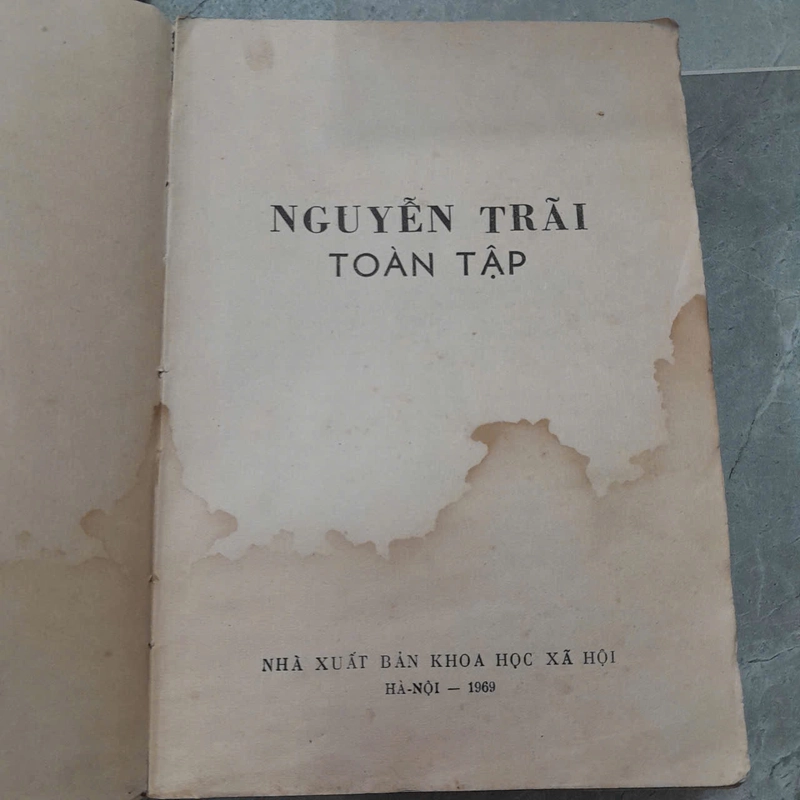 NGUYỄN TRÃI
TOÀN TẬP
NHÀ XUẤT BẢN KHOA HỌC XÃ HỘI
HÀ-NỘI — 1969